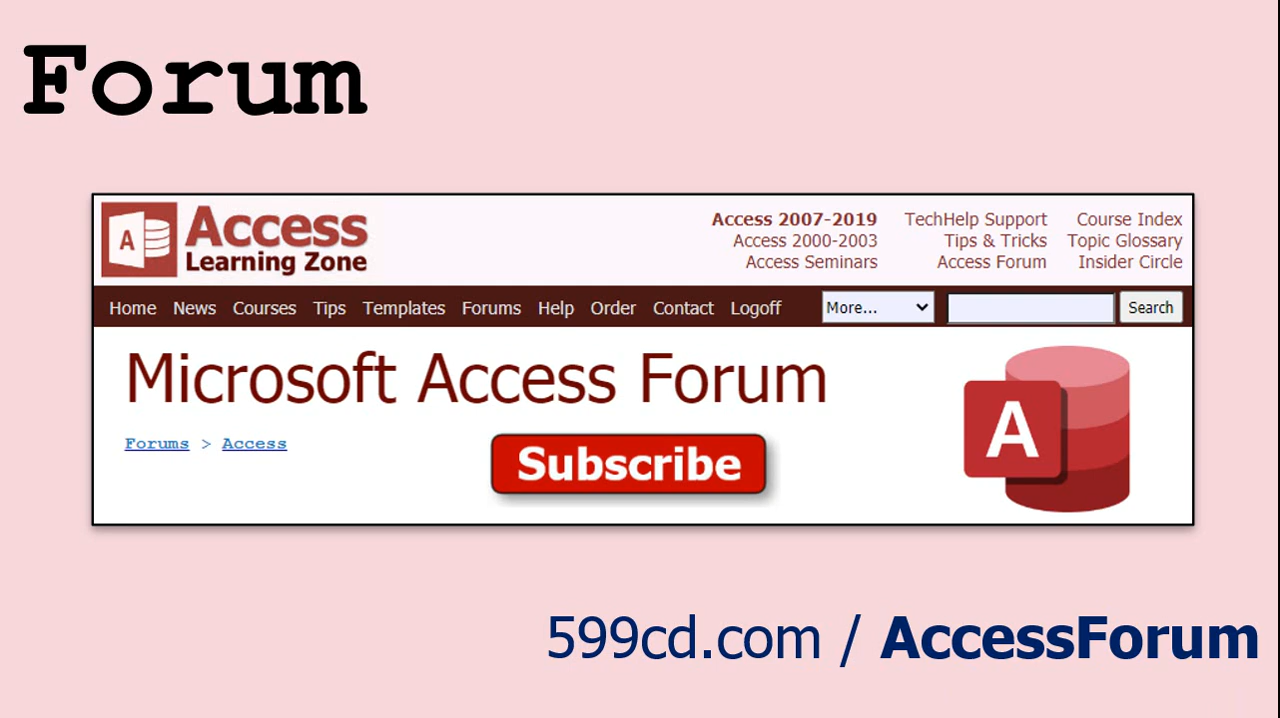 Forum
A
Access
Learning Zone
Access 2007-2019 TechHelp Support Course Index
Access 2000-2003 Tips & Tricks Topic Glossary
Access Seminars Access Forum Insider Circle
Home News Courses Tips Templates Forums Help Order Contact Logoff More... Search
Microsoft Access Forum
Forums > Access
Subscribe
A
599cd.com / AccessForum